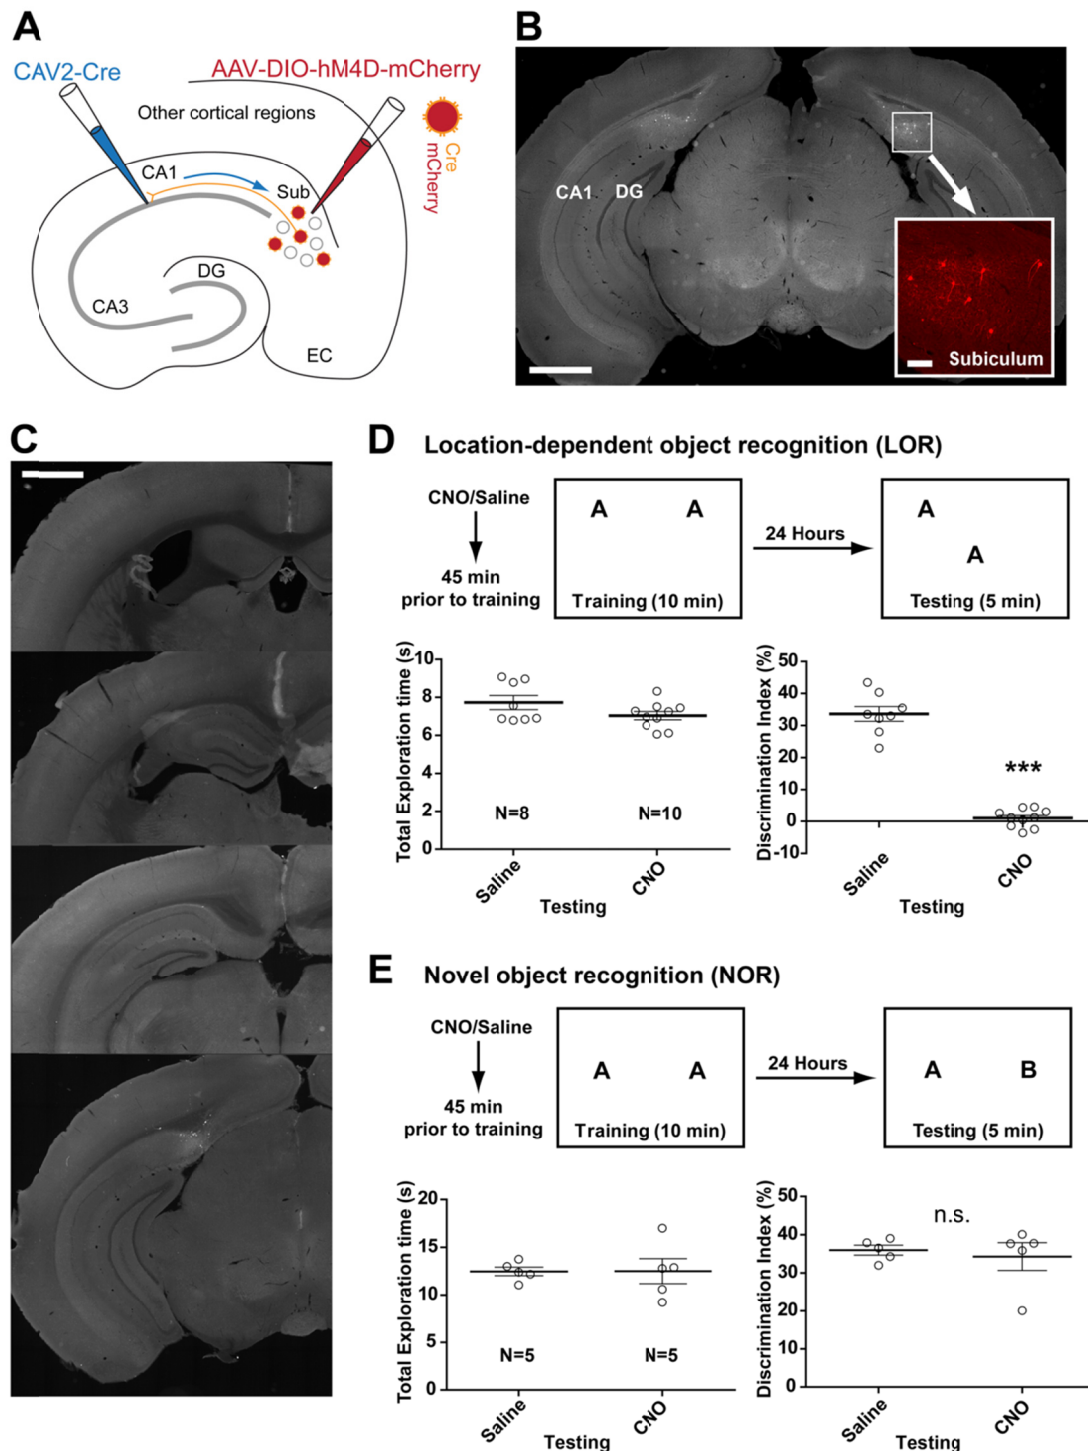 A
CAV2-Cre
AAV-DIO-hM4D-mCherry
Other cortical regions
Cre
mCherry
CA1
Sub
DG
CA3
EC
B
CA1
DG
Subiculum
C
D
Location-dependent object recognition (LOR)
CNO/Saline
45 min
prior to training
A A
Training (10 min)
24 Hours
A
A
Testing (5 min)
Total Exploration time (s)
10
8
6
4
2
0
N=8
N=10
Saline
CNO
Testing
Discrimination Index (%)
50
40
30
20
10
0
-10
***
Saline
CNO
Testing
E
Novel object recognition (NOR)
CNO/Saline
45 min
prior to training
A A
Training (10 min)
24 Hours
A B
Testing (5 min)
Total Exploration time (s)
20
15
10
5
0
N=5
N=5
Saline
CNO
Testing
Discrimination Index (%)
50
40
30
20
10
0
n.s.
Saline
CNO
Testing